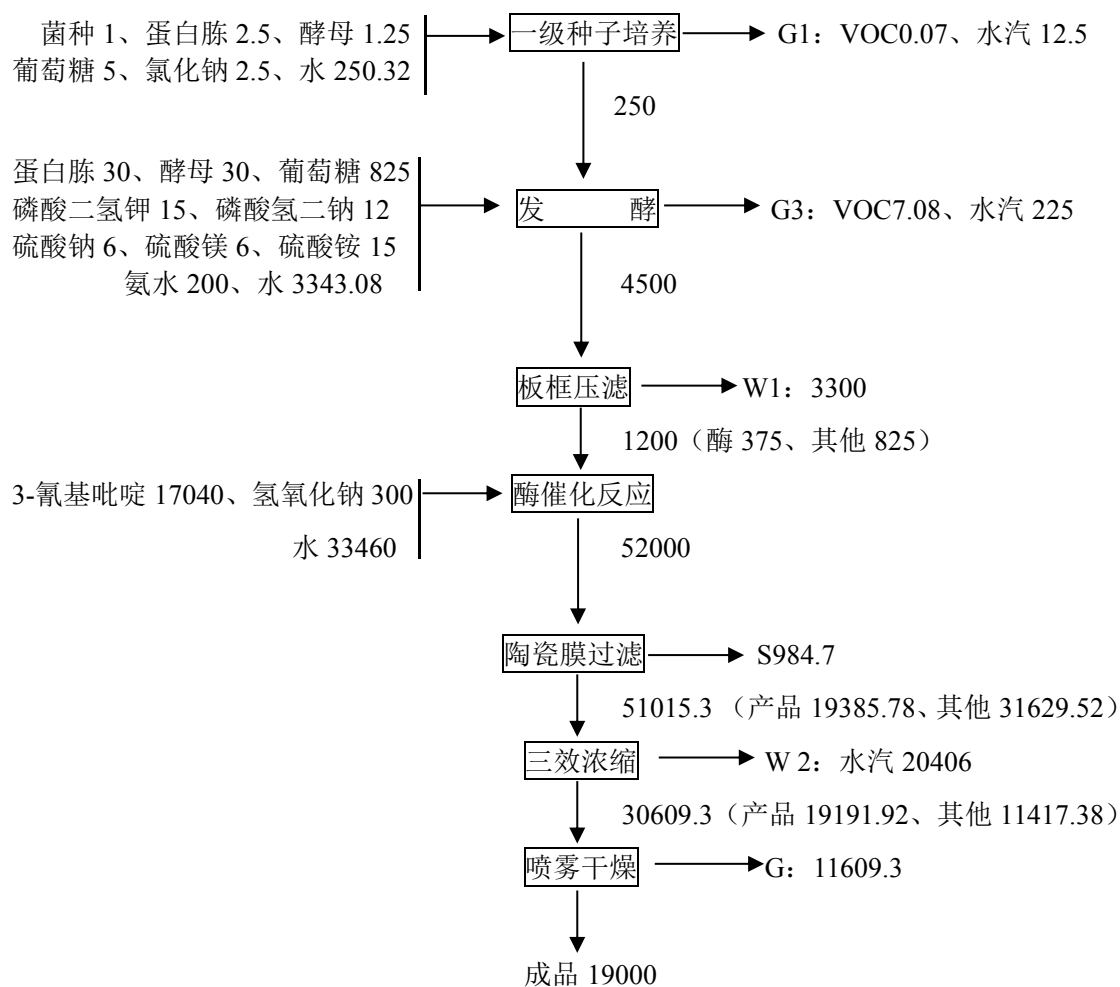 菌种 1、蛋白胨 2.5、酵母 1.25
葡萄糖 5、氯化钠 2.5、水 250.32
一级种子培养
G1：VOC0.07、水汽 12.5
250
蛋白胨 30、酵母 30、葡萄糖 825
磷酸二氢钾 15、磷酸氢二钠 12
硫酸钠 6、硫酸镁 6、硫酸铵 15
氨水 200、水 3343.08
发 酵
G3：VOC7.08、水汽 225
4500
板框压滤
W1：3300
1200（酶 375、其他 825）
3-氰基吡啶 17040、氢氧化钠 300
水 33460
酶催化反应
52000
陶瓷膜过滤
S984.7
51015.3 （产品 19385.78、其他 31629.52）
三效浓缩
W 2：水汽 20406
30609.3（产品 19191.92、其他 11417.38）
喷雾干燥
G：11609.3
成品 19000